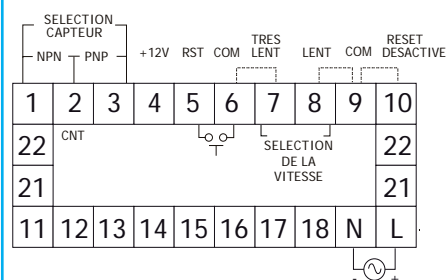 SELECTION
CAPTEUR
NPN PNP +12V RST COM TRES LENT LENT COM RESET DESACTIVE
1 2 3 4 5 6 7 8 9 10
22 CNT 22
SELECTION
DE LA
VITESSE
21 21
11 12 13 14 15 16 17 18 N L
- +